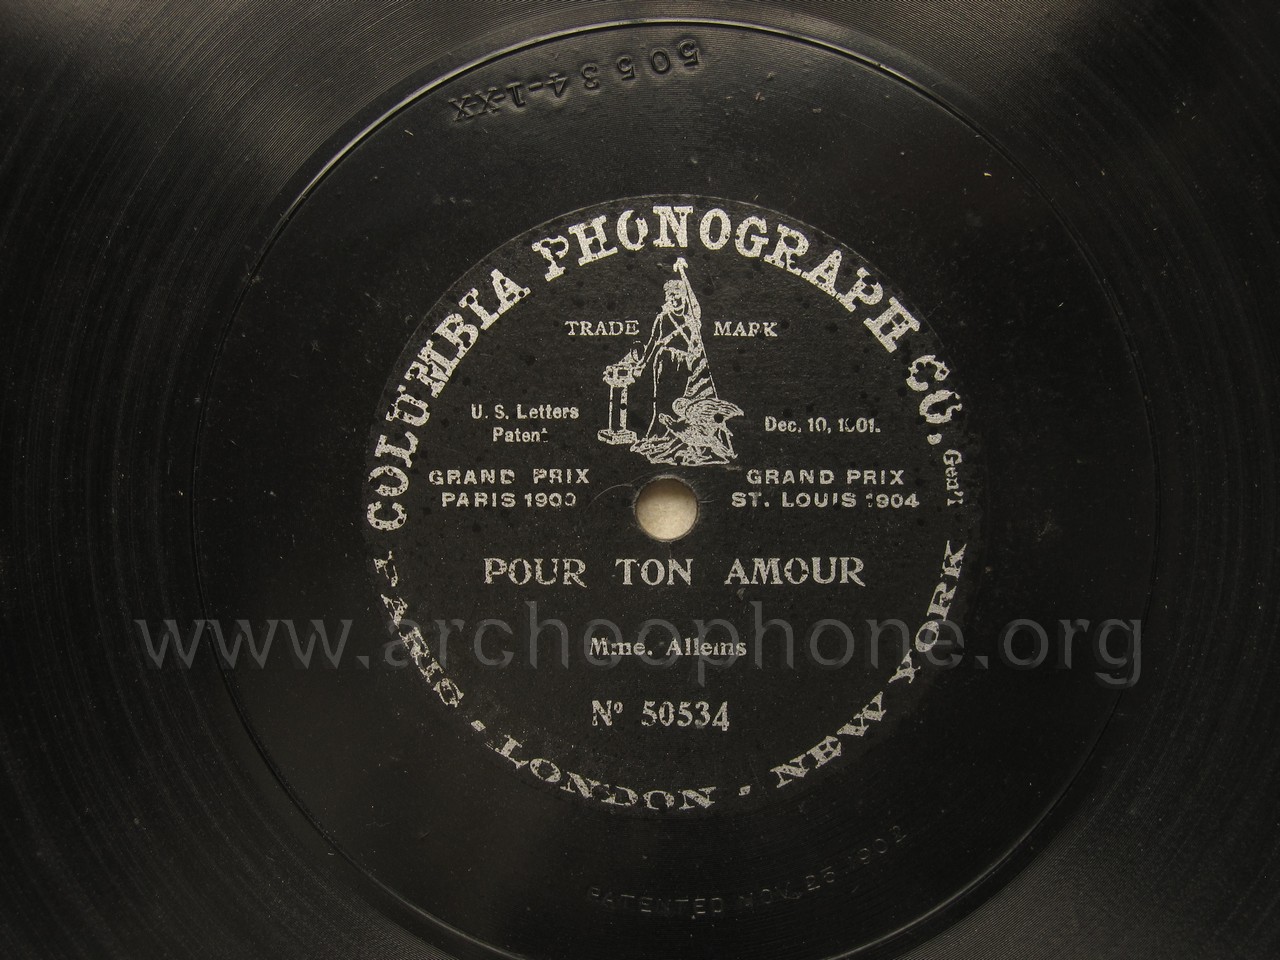 50534-1-XX
COLUMBIA PHONOGRAPH CO. Gen'l
TRADE MARK
U. S. Letters
Patent
Dec. 10, 1901.
GRAND PRIX
PARIS 1900
GRAND PRIX
ST. LOUIS 1904
POUR TON AMOUR
www.archeophone.org
Mme. Allems
Nº 50534
PARIS - LONDON - NEW YORK
PATENTED NOV. 25 1902